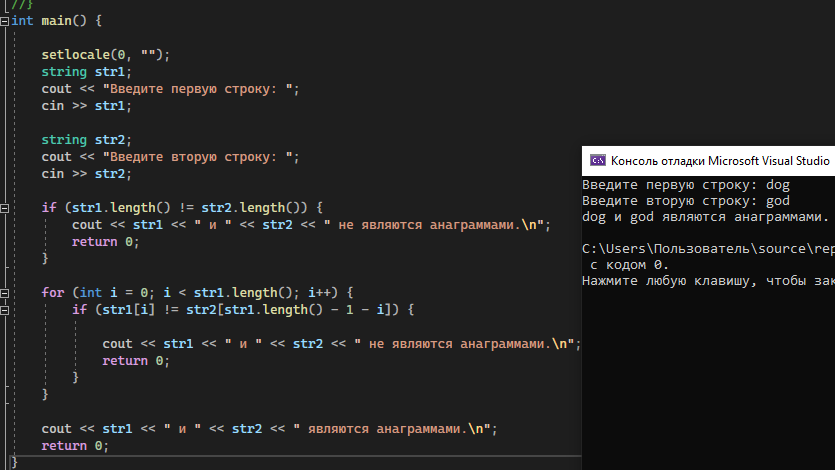 //}
int main() {
setlocale(0, "");
string str1;
cout << "Введите первую строку: ";
cin >> str1;
string str2;
cout << "Введите вторую строку: ";
cin >> str2;
if (str1.length() != str2.length()) {
cout << str1 << " и " << str2 << " не являются анаграммами.\n";
return 0;
}
for (int i = 0; i < str1.length(); i++) {
if (str1[i] != str2[str1.length() - 1 - i]) {
cout << str1 << " и " << str2 << " не являются анаграммами.\n";
return 0;
}
}
cout << str1 << " и " << str2 << " являются анаграммами.\n";
return 0;
}
C:\ Консоль отладки Microsoft Visual Studio
Введите первую строку: dog
Введите вторую строку: god
dog и god являются анаграммами.
C:\Users\Пользователь\source\rep
с кодом 0.
Нажмите любую клавишу, чтобы зак